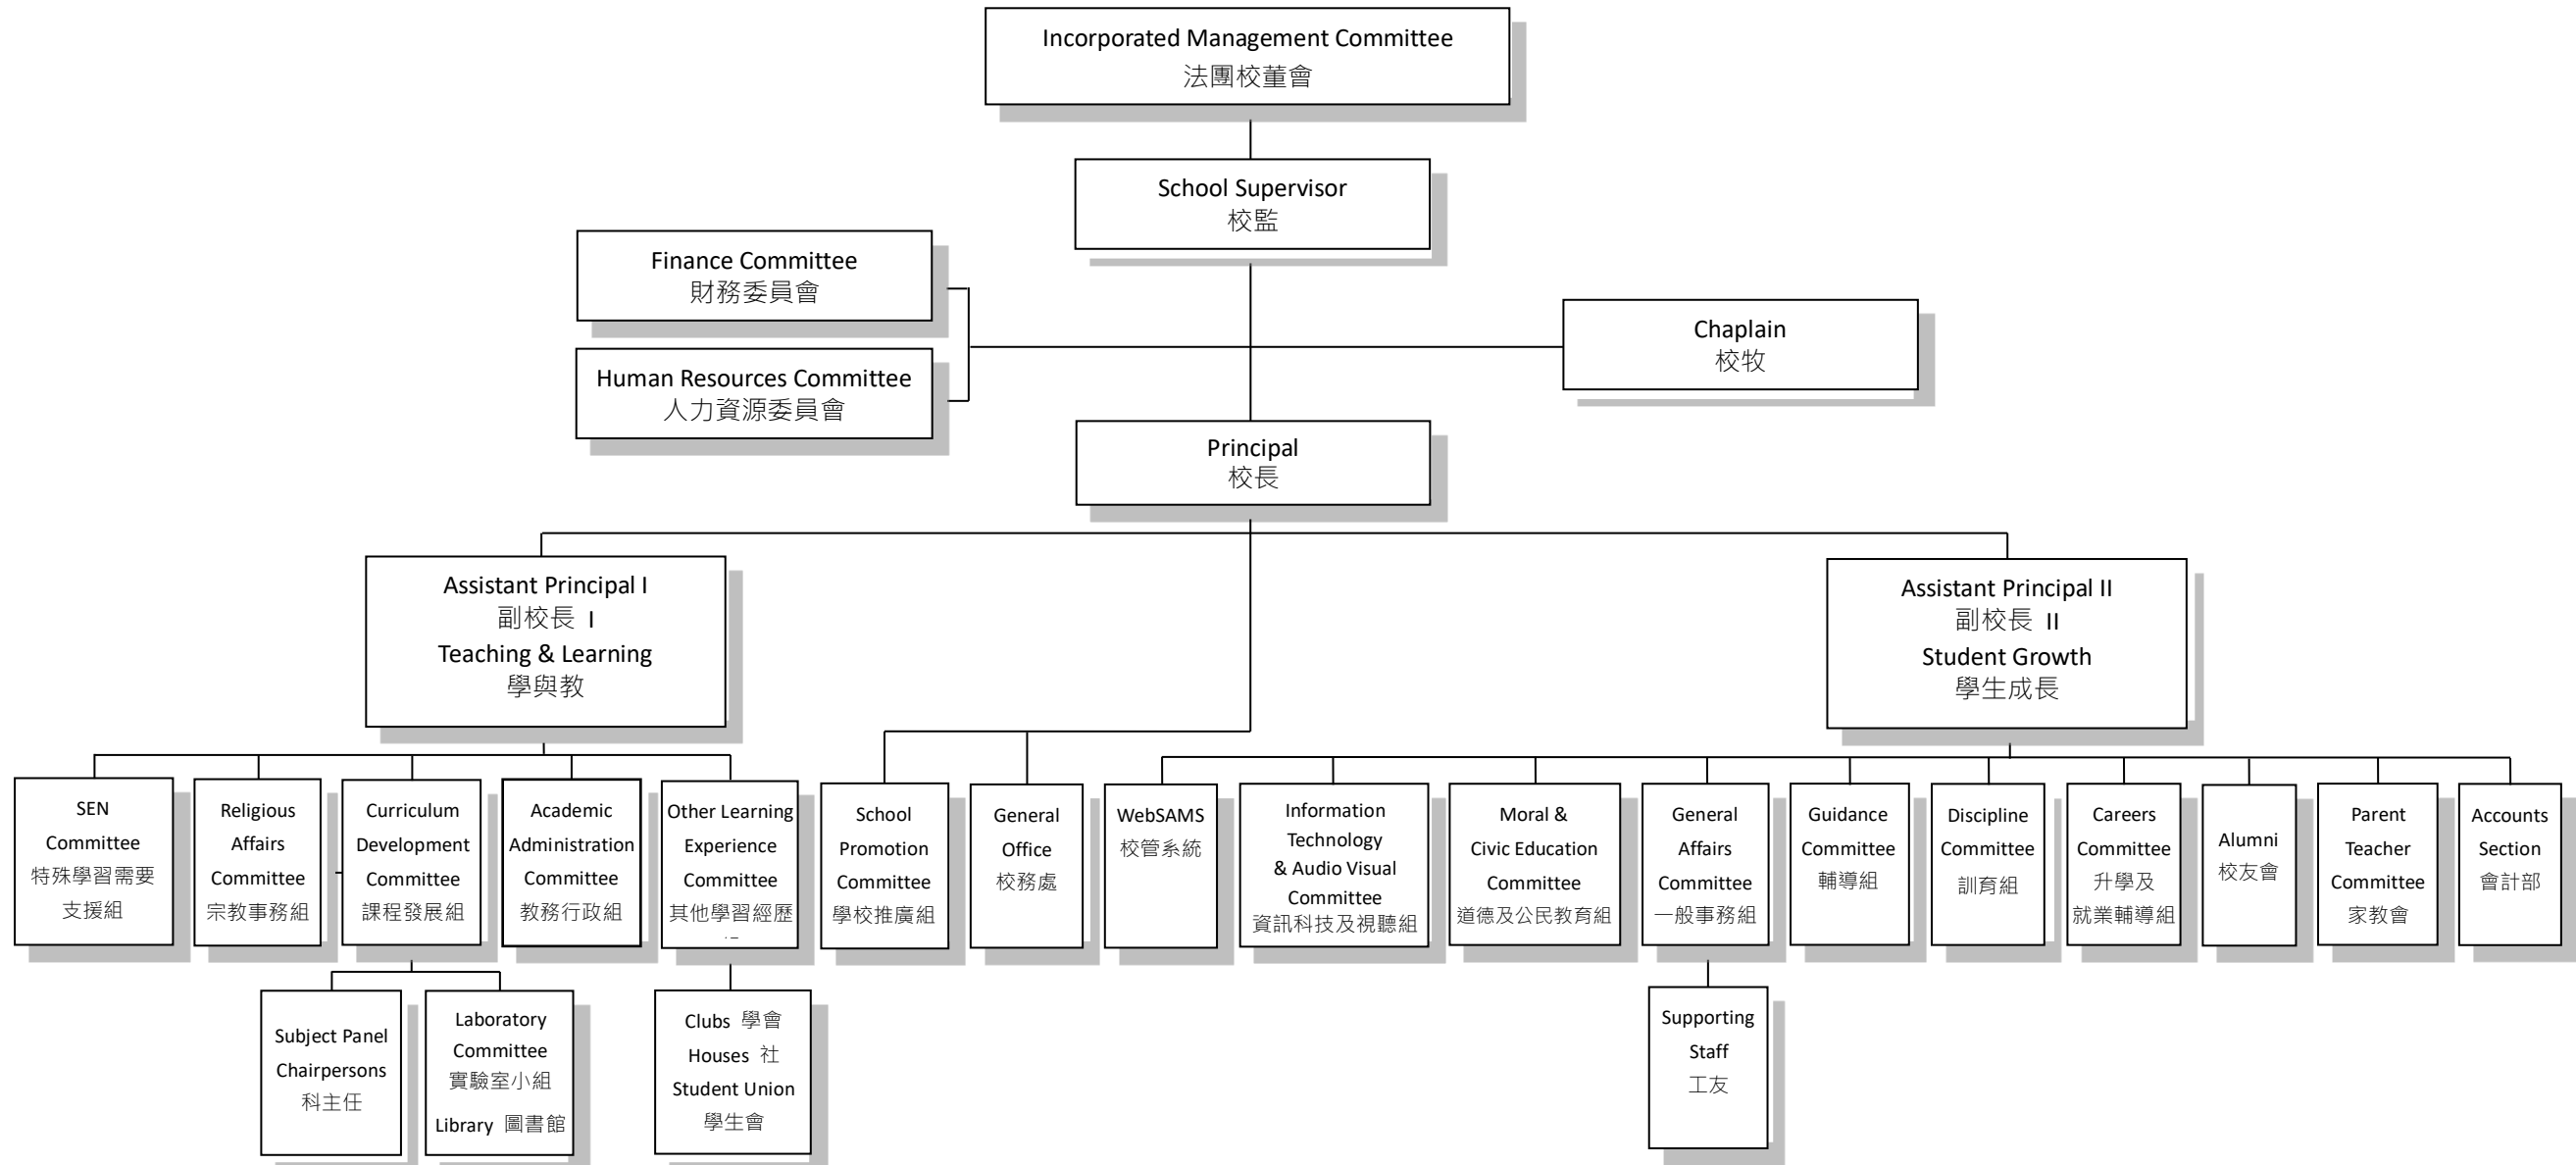 Incorporated Management Committee
法團校董會
School Supervisor
校監
Finance Committee
財務委員會
Human Resources Committee
人力資源委員會
Chaplain
校牧
Principal
校長
Assistant Principal I
副校長 I
Teaching & Learning
學與教
Assistant Principal II
副校長 II
Student Growth
學生成長
SEN
Committee
特殊學習需要
支援組
Religious
Affairs
Committee
宗教事務組
Curriculum
Development
Committee
課程發展組
Academic
Administration
Committee
教務行政組
Other Learning
Experience
Committee
其他學習經歷
School
Promotion
Committee
學校推廣組
General
Office
校務處
WebSAMS
校管系統
Information
Technology
& Audio Visual
Committee
資訊科技及視聽組
Moral &
Civic Education
Committee
道德及公民教育組
General
Affairs
Committee
一般事務組
Guidance
Committee
輔導組
Discipline
Committee
訓育組
Careers
Committee
升學及
就業輔導組
Alumni
校友會
Parent
Teacher
Committee
家教會
Accounts
Section
會計部
Subject Panel
Chairpersons
科主任
Laboratory
Committee
實驗室小組
Library 圖書館
Clubs 學會
Houses 社
Student Union
學生會
Supporting
Staff
工友